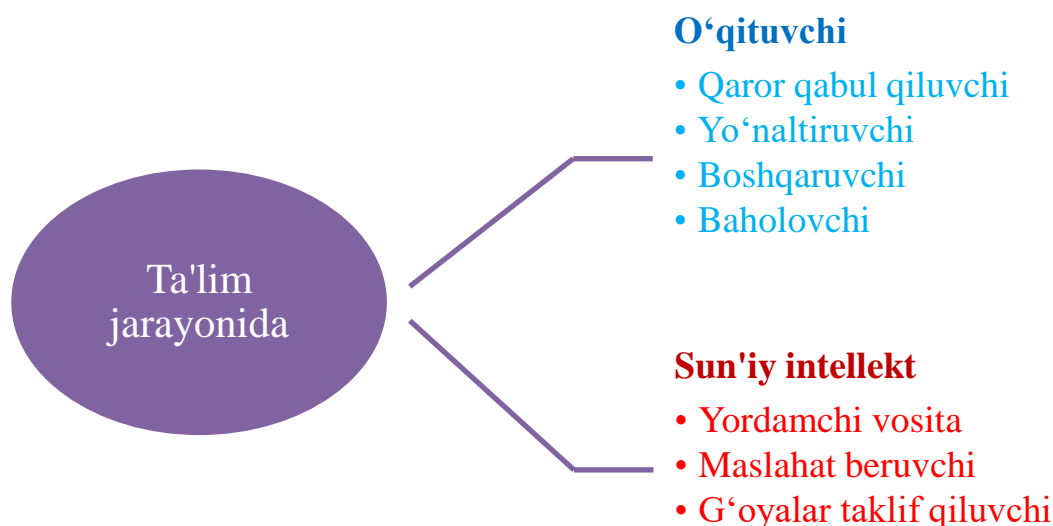 O‘qituvchi
• Qaror qabul qiluvchi
• Yo‘naltiruvchi
• Boshqaruvchi
• Baholovchi
Ta'lim
jarayonida
Sun'iy intellekt
• Yordamchi vosita
• Maslahat beruvchi
• G‘oyalar taklif qiluvchi